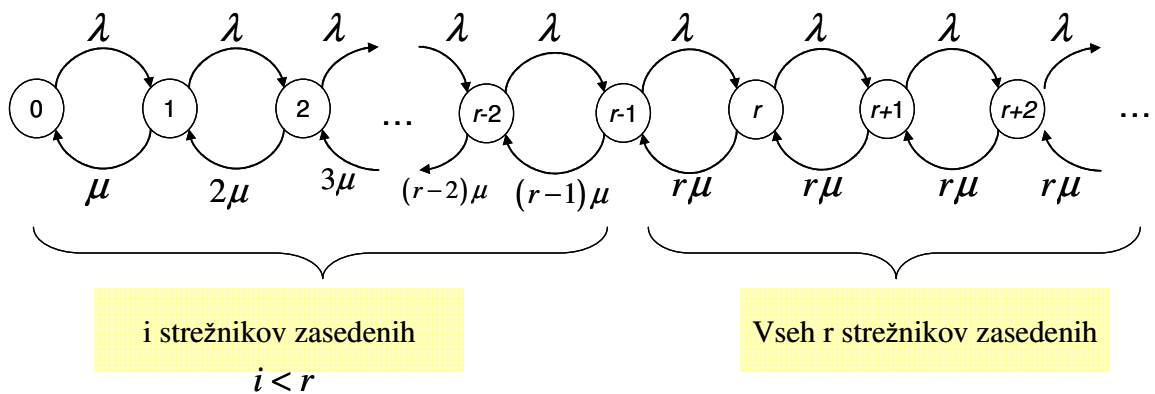 λ λ λ λ λ λ λ λ λ
0 1 2 ... r-2 r-1 r r+1 r+2 ...
μ 2μ 3μ (r−2)μ (r−1)μ rμ rμ rμ rμ
i strežnikov zasedenih
i < r
Vseh r strežnikov zasedenih